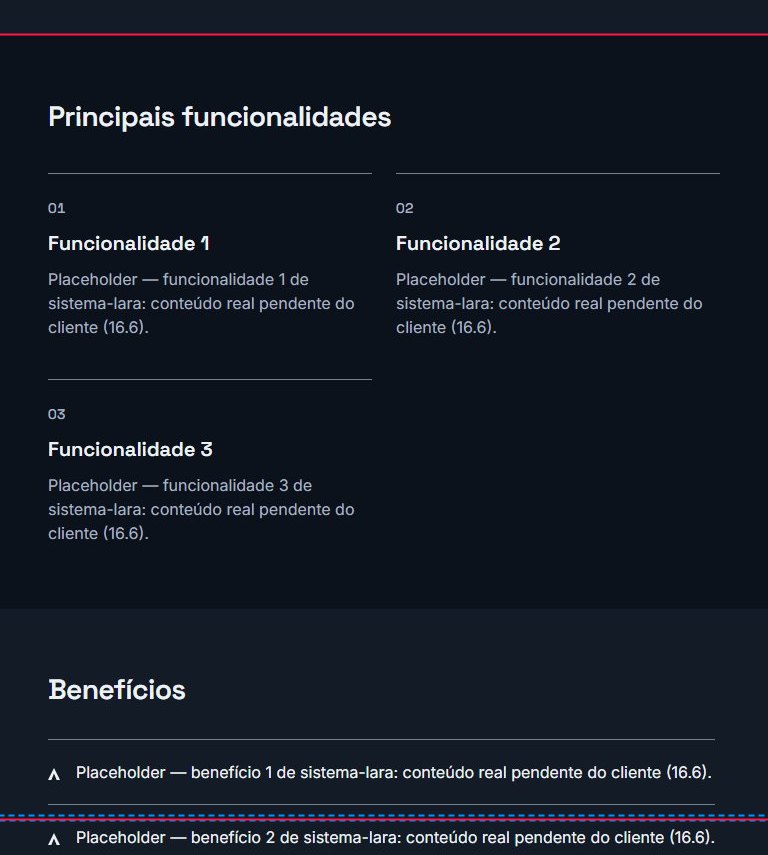 Principais funcionalidades
01
Funcionalidade 1
Placeholder — funcionalidade 1 de
sistema-lara: conteúdo real pendente do
cliente (16.6).
02
Funcionalidade 2
Placeholder — funcionalidade 2 de
sistema-lara: conteúdo real pendente do
cliente (16.6).
03
Funcionalidade 3
Placeholder — funcionalidade 3 de
sistema-lara: conteúdo real pendente do
cliente (16.6).
Benefícios
Placeholder — benefício 1 de sistema-lara: conteúdo real pendente do cliente (16.6).
Placeholder — benefício 2 de sistema-lara: conteúdo real pendente do cliente (16.6).